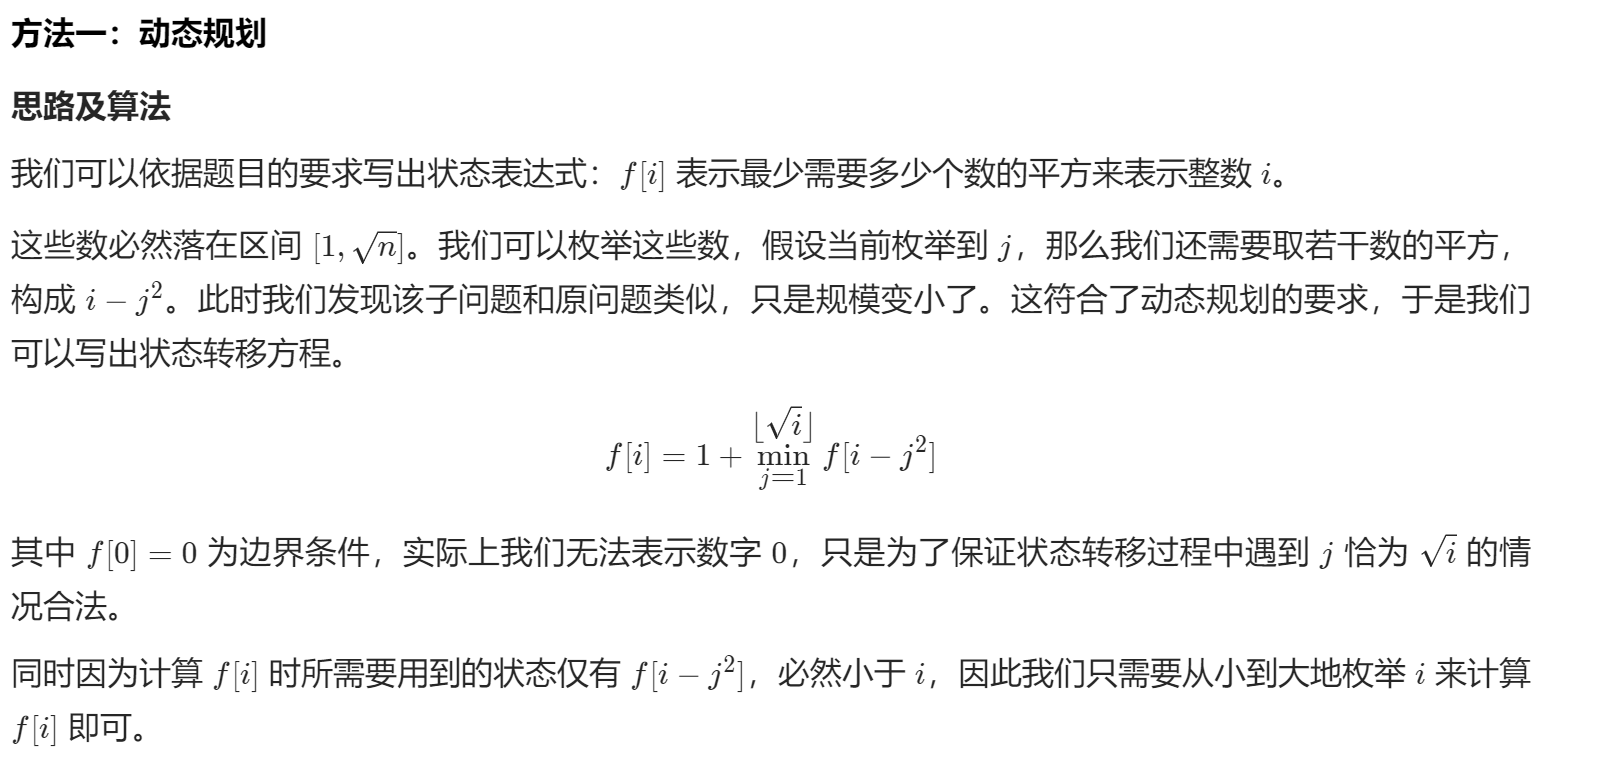 方法一：动态规划
思路及算法
我们可以依据题目的要求写出状态表达式：f[i] 表示最少需要多少个数的平方来表示整数 i。
这些数必然落在区间 [1, √n]。我们可以枚举这些数，假设当前枚举到 j，那么我们还需要取若干数的平方，
构成 i − j²。此时我们发现该子问题和原问题类似，只是规模变小了。这符合了动态规划的要求，于是我们
可以写出状态转移方程。
f[i] = 1 + min_{j=1}^{⌊√i⌋} f[i − j²]
其中 f[0] = 0 为边界条件，实际上我们无法表示数字 0，只是为了保证状态转移过程中遇到 j 恰为 √i 的情
况合法。
同时因为计算 f[i] 时所需要用到的状态仅有 f[i − j²]，必然小于 i，因此我们只需要从小到大地枚举 i 来计算
f[i] 即可。